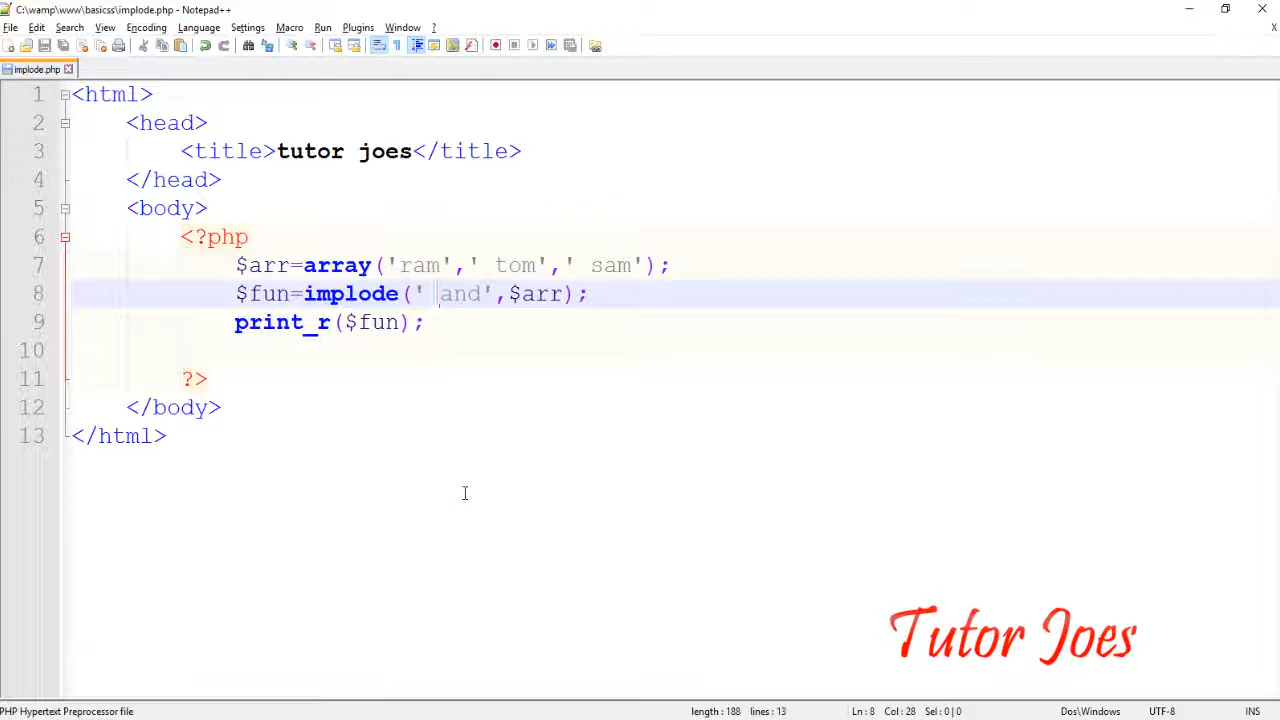 C:\wamp\www\basicss\implode.php - Notepad++
File Edit Search View Encoding Language Settings Macro Run Plugins Window ?
X
implode.php
1 <html>
2 <head>
3 <title>tutor joes</title>
4 </head>
5 <body>
6 <?php
7 $arr=array('ram',' tom',' sam');
8 $fun=implode(' and',$arr);
9 print_r($fun);
10
11 ?>
12 </body>
13 </html>
Tutor Joes
PHP Hypertext Preprocessor file length : 188 lines : 13 Ln : 8 Col : 28 Sel : 0 | 0 Dos\Windows UTF-8 INS